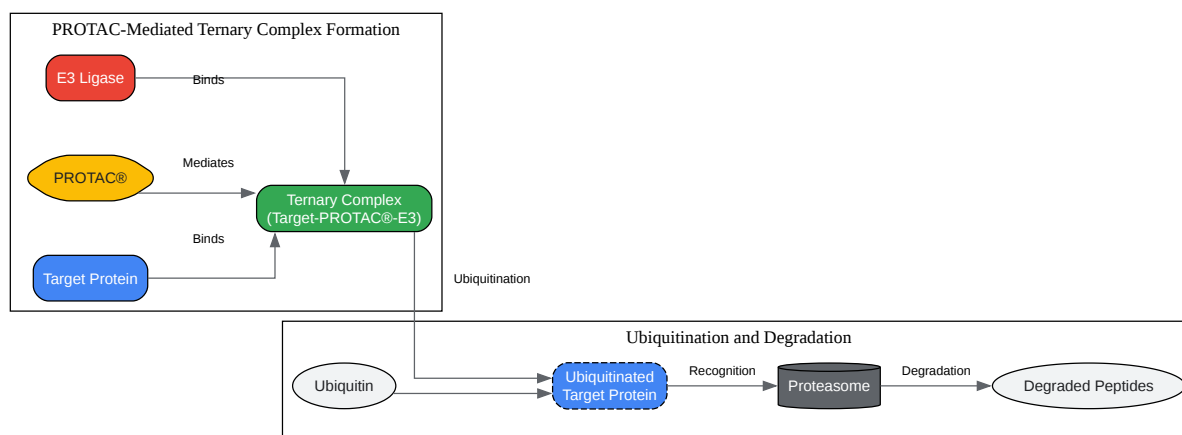 PROTAC-Mediated Ternary Complex Formation
E3 Ligase
Binds
PROTAC®
Mediates
Ternary Complex
(Target-PROTAC®-E3)
Binds
Target Protein
Ubiquitination
Ubiquitination and Degradation
Ubiquitin
Ubiquitinated
Target Protein
Recognition
Proteasome
Degradation
Degraded Peptides